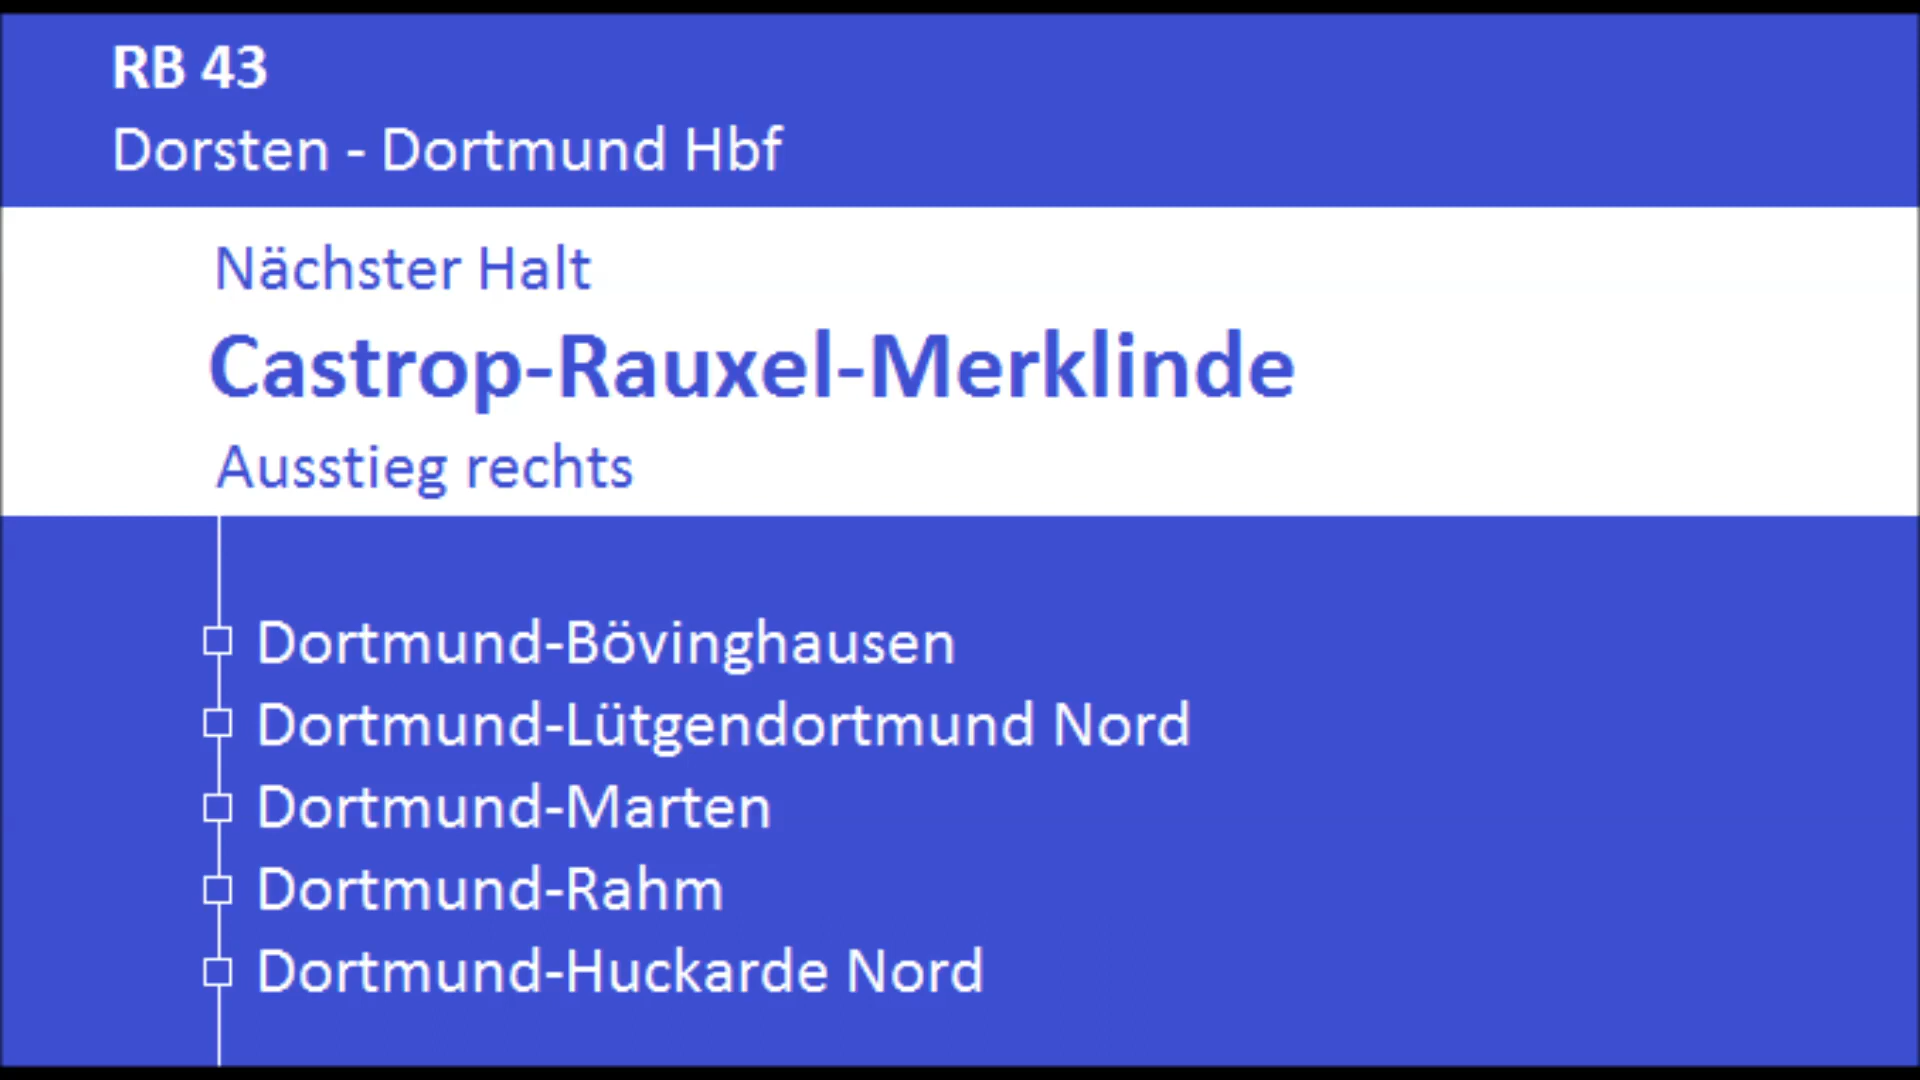 RB 43
Dorsten - Dortmund Hbf
Nächster Halt
Castrop-Rauxel-Merklinde
Ausstieg rechts
Dortmund-Bövinghausen
Dortmund-Lütgendortmund Nord
Dortmund-Marten
Dortmund-Rahm
Dortmund-Huckarde Nord